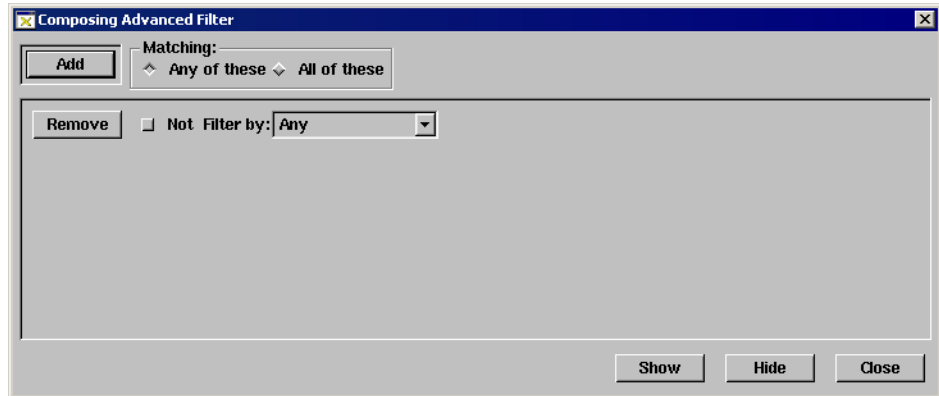 Composing Advanced Filter
Add
Matching:
Any of these All of these
Remove Not Filter by: Any
Show Hide Close